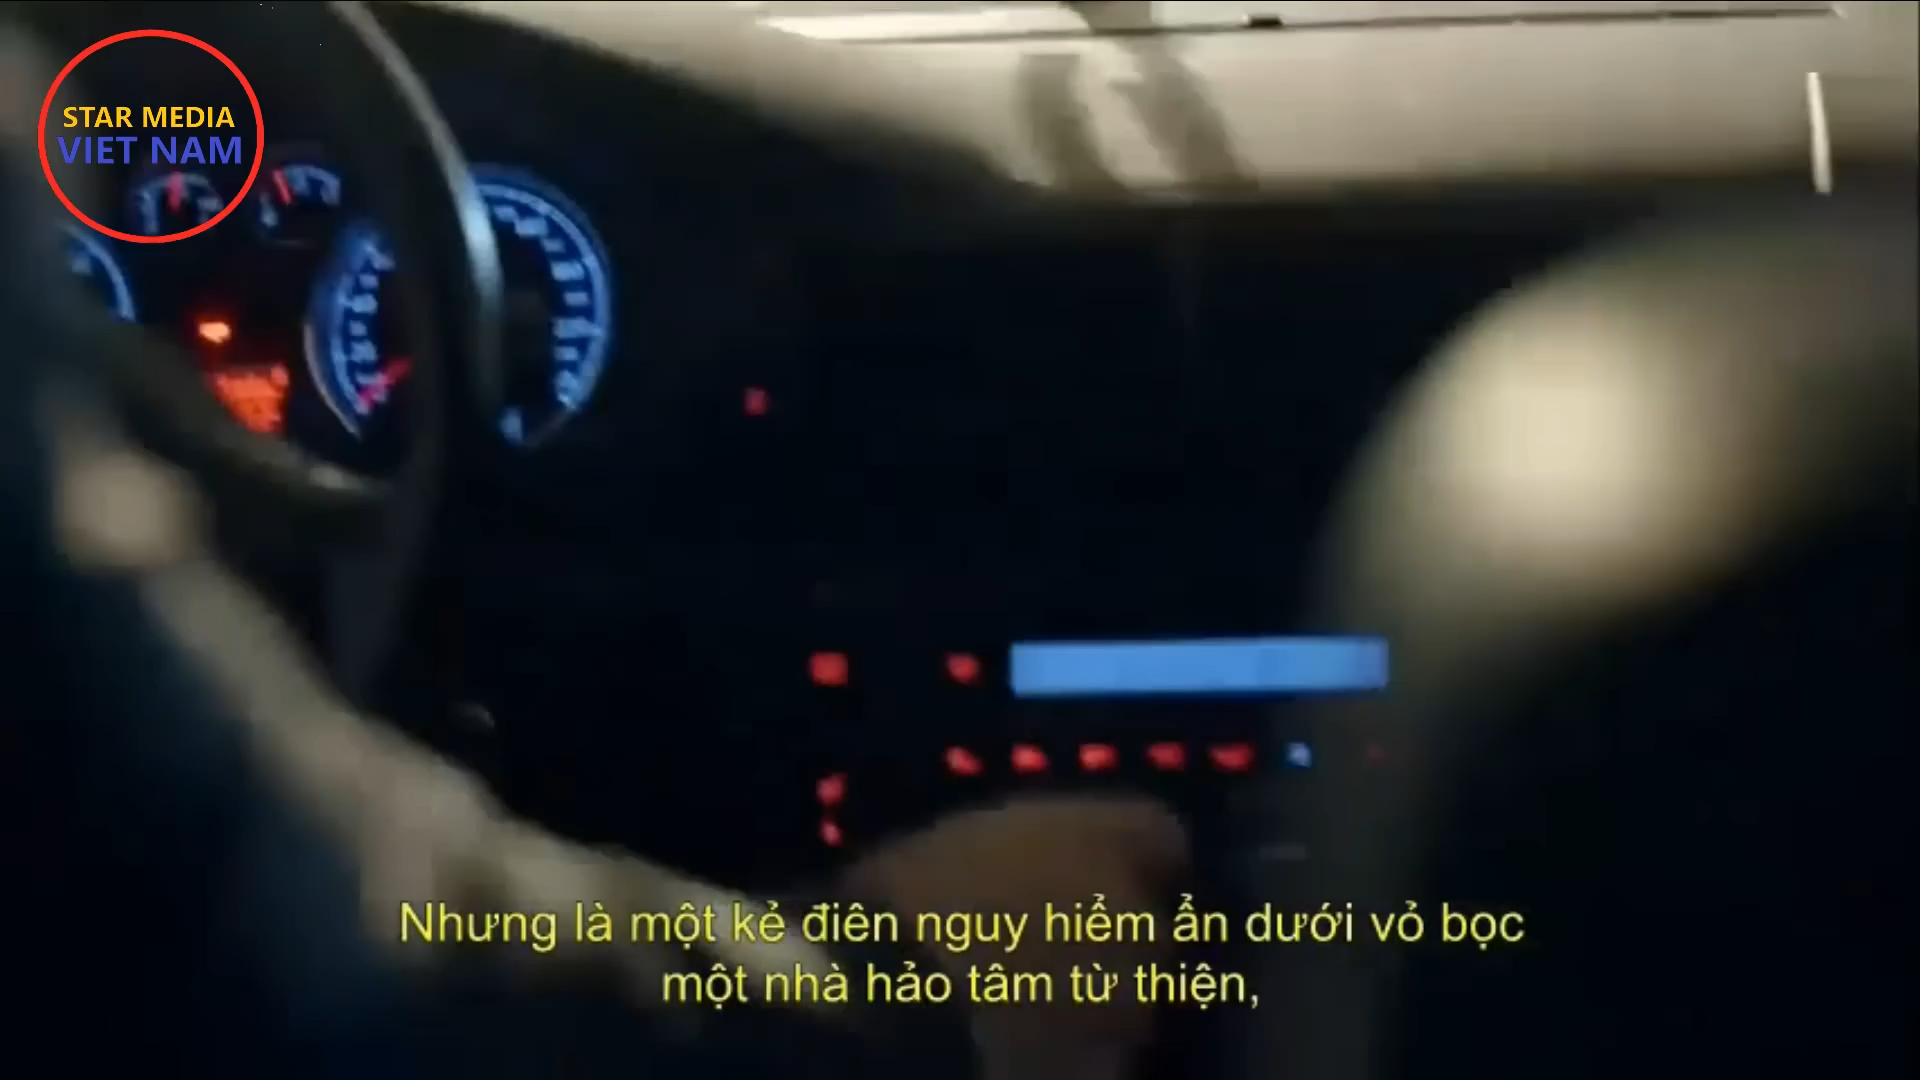 STAR MEDIA
VIET NAM
Nhưng là một kẻ điên nguy hiểm ẩn dưới vỏ bọc
một nhà hảo tâm từ thiện,